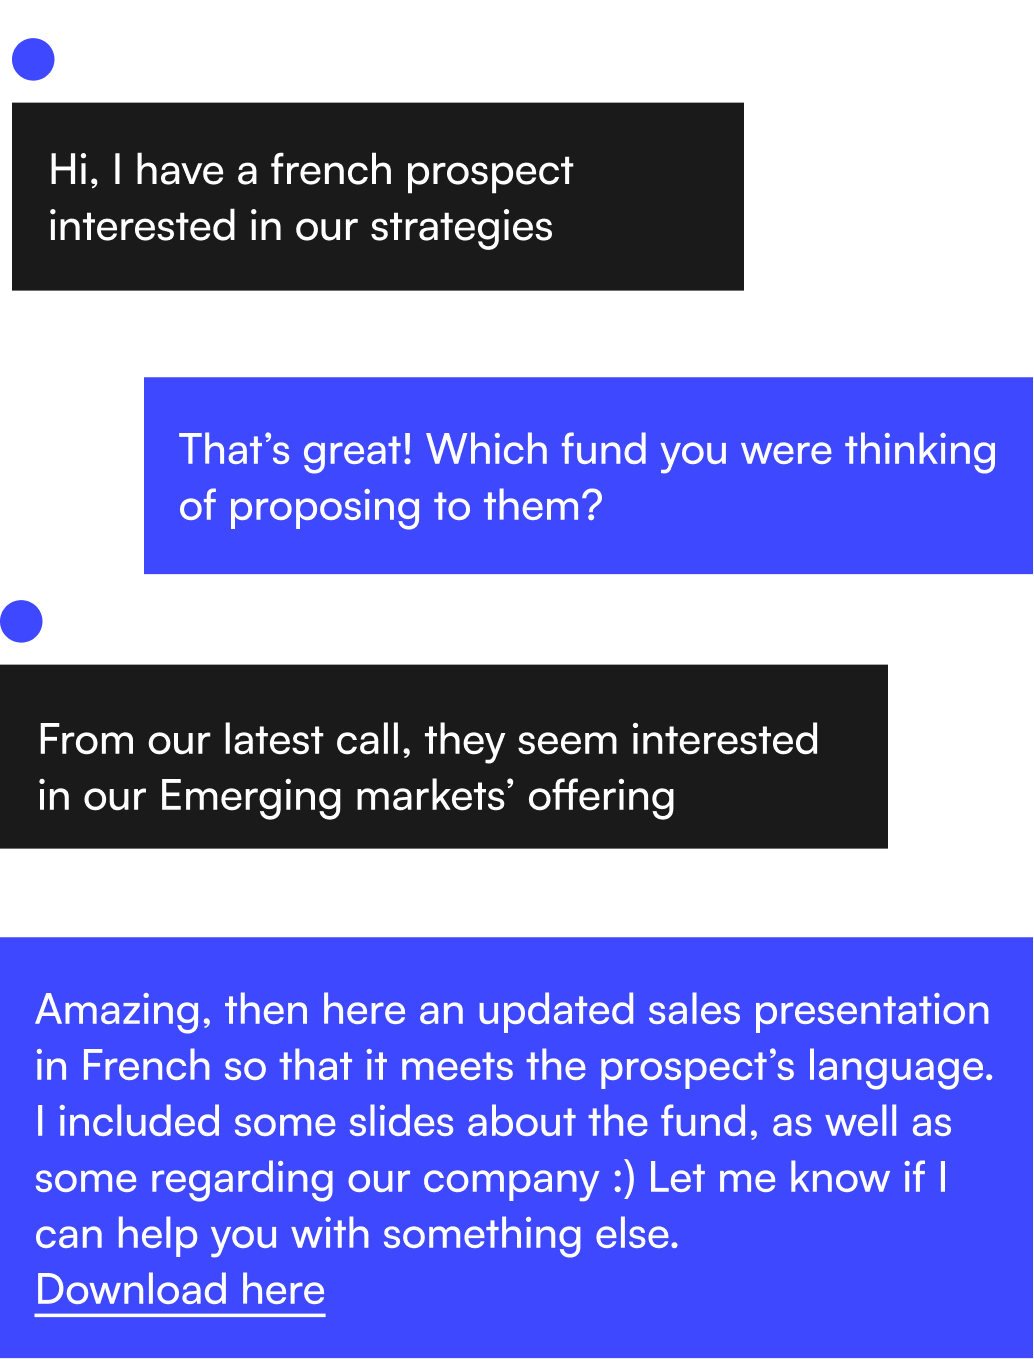 Hi, I have a french prospect
interested in our strategies
That’s great! Which fund you were thinking
of proposing to them?
From our latest call, they seem interested
in our Emerging markets’ offering
Amazing, then here an updated sales presentation
in French so that it meets the prospect’s language.
I included some slides about the fund, as well as
some regarding our company :) Let me know if I
can help you with something else.
Download here